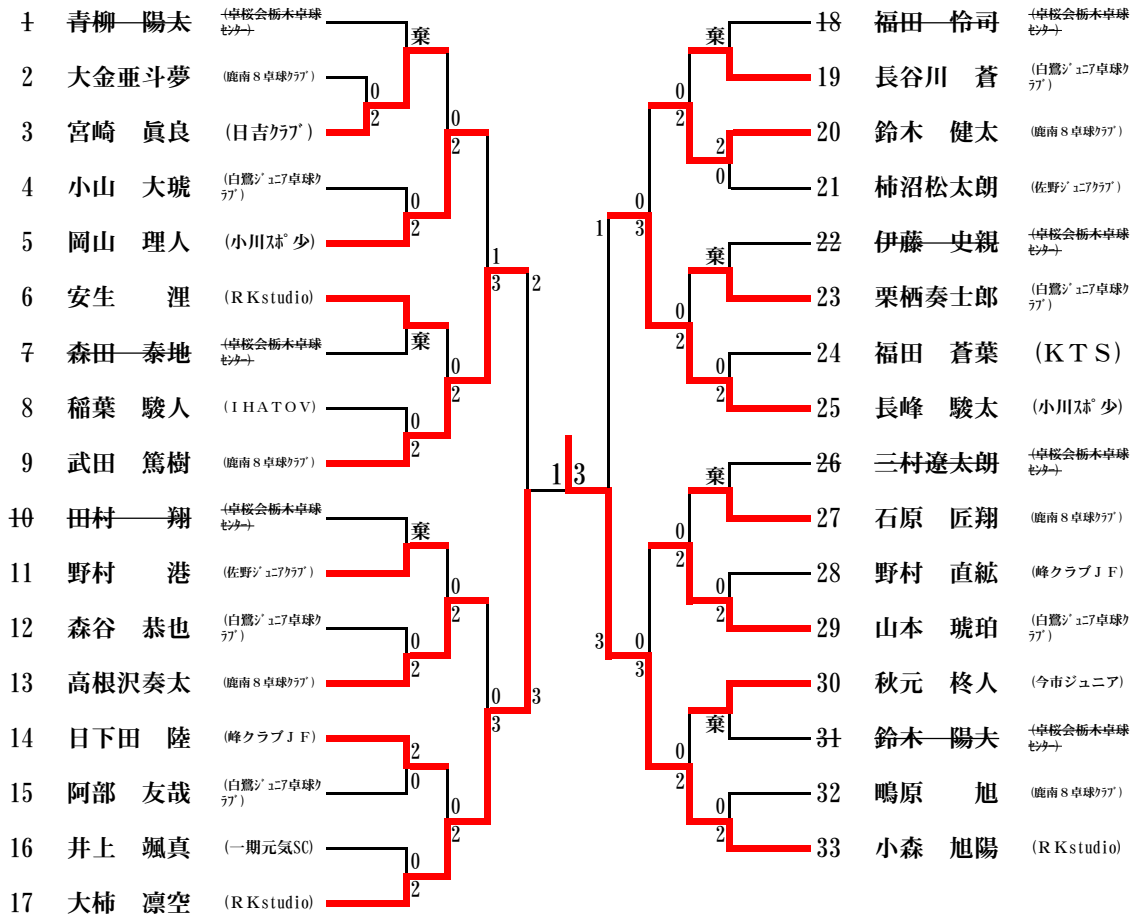 1 青柳 陽太 (卓桜会栃木卓球センター)
2 大金亜斗夢 (鹿南８卓球クラブ)
3 宮崎 眞良 (日吉クラブ)
4 小山 大琥 (白鷺ジュニア卓球クラブ)
5 岡山 理人 (小川スポ少)
6 安生 浬 (RKstudio)
7 森田 泰地 (卓桜会栃木卓球センター)
8 稲葉 駿人 (ＩＨＡＴＯＶ)
9 武田 篤樹 (鹿南８卓球クラブ)
10 田村 翔 (卓桜会栃木卓球センター)
11 野村 港 (佐野ジュニアクラブ)
12 森谷 恭也 (白鷺ジュニア卓球クラブ)
13 高根沢奏太 (鹿南８卓球クラブ)
14 日下田 陸 (峰クラブＪＦ)
15 阿部 友哉 (白鷺ジュニア卓球クラブ)
16 井上 颯真 (一期元気SC)
17 大柿 凛空 (RKstudio)
棄
0
2
0
2
0
2
1
3
棄
0
2
0
2
2
棄
0
2
0
2
0
3
3
2
0
0
2
0
2
1
3
18 福田 怜司 (卓桜会栃木卓球センター)
19 長谷川 蒼 (白鷺ジュニア卓球クラブ)
20 鈴木 健太 (鹿南８卓球クラブ)
21 柿沼松太朗 (佐野ジュニアクラブ)
22 伊藤 史親 (卓桜会栃木卓球センター)
23 栗栖奏士郎 (白鷺ジュニア卓球クラブ)
24 福田 蒼葉 (ＫＴＳ)
25 長峰 駿太 (小川スポ少)
26 三村遼太朗 (卓桜会栃木卓球センター)
27 石原 匠翔 (鹿南８卓球クラブ)
28 野村 直紘 (峰クラブＪＦ)
29 山本 琥珀 (白鷺ジュニア卓球クラブ)
30 秋元 柊人 (今市ジュニア)
31 鈴木 陽大 (卓桜会栃木卓球センター)
32 鴫原 旭 (鹿南８卓球クラブ)
33 小森 旭陽 (RKstudio)
棄
0
2
2
0
0
3
1
棄
0
2
0
2
棄
0
2
0
2
3
0
3
棄
0
2
0
2